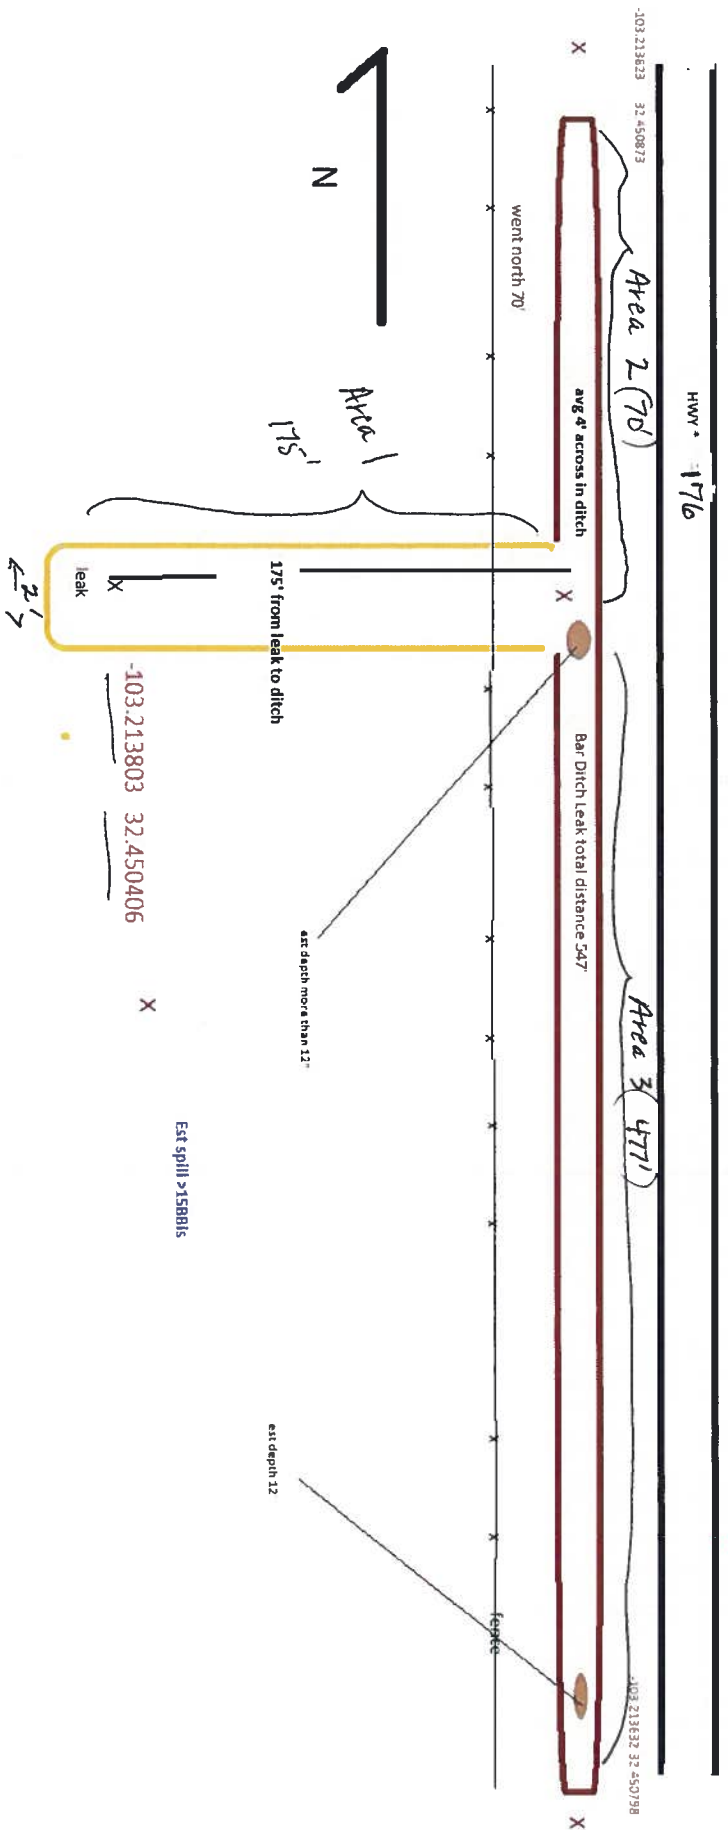 HWY # 176
-103.213623 32.450873
-103.213632 32.450798
Area 2 (70')
Area 3 (477')
X
X
avg 4' across in ditch
Bar Ditch Leak total distance 547'
X
went north 70'
fence
N
Area 1
175'
175' from leak to ditch
est depth more than 12"
est depth 12
leak
X
2'
-103.213803 32.450406
X
Est spill >15BBls